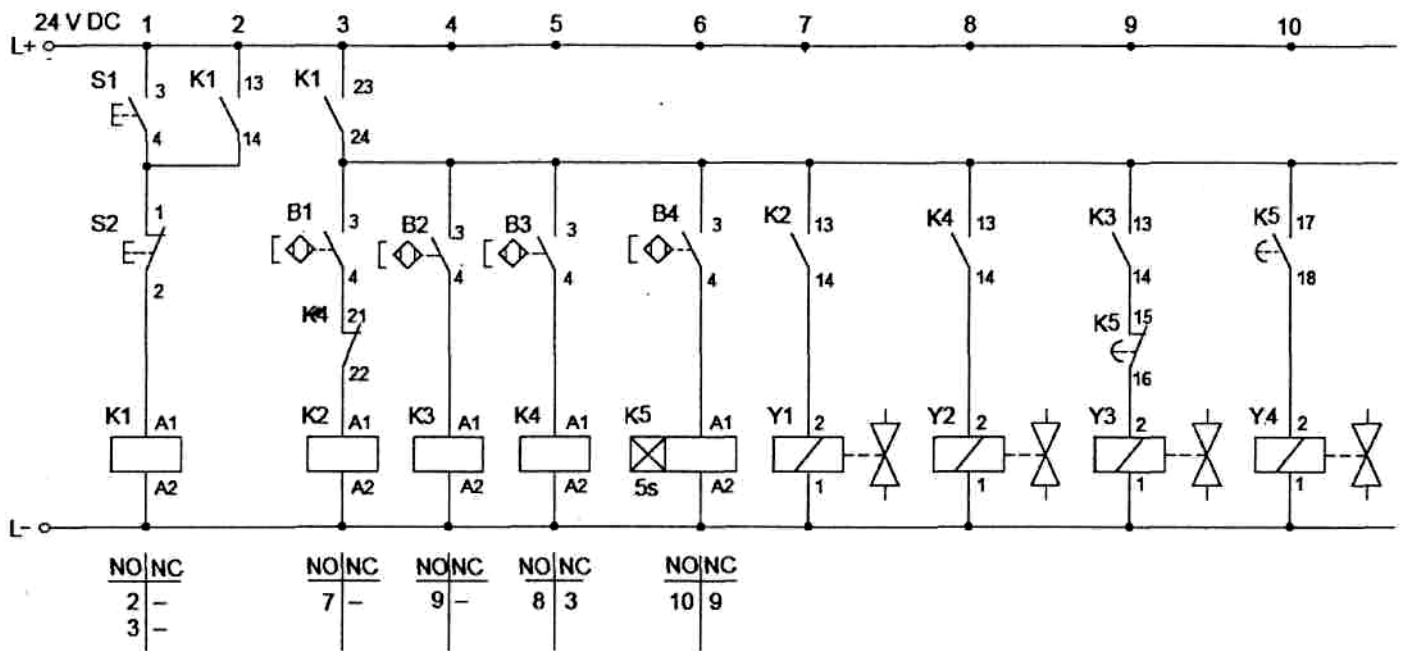 24 V DC 1 2 3 4 5 6 7 8 9 10
L+
S1 3 K1 13 K1 23
4 14 24
S2 1 B1 3 B2 3 B3 3 B4 3 K2 13 K4 13 K3 13 K5 17
2 4 4 4 4 14 14 14 18
K4 21 K5 15
22 16
K1 A1 K2 A1 K3 A1 K4 A1 K5 A1 Y1 2 Y2 2 Y3 2 Y4 2
A2 A2 A2 A2 5s A2 1 1 1 1
L-
NO NC NO NC NO NC NO NC NO NC
2 – 7 – 9 – 8 3 10 9
3 –